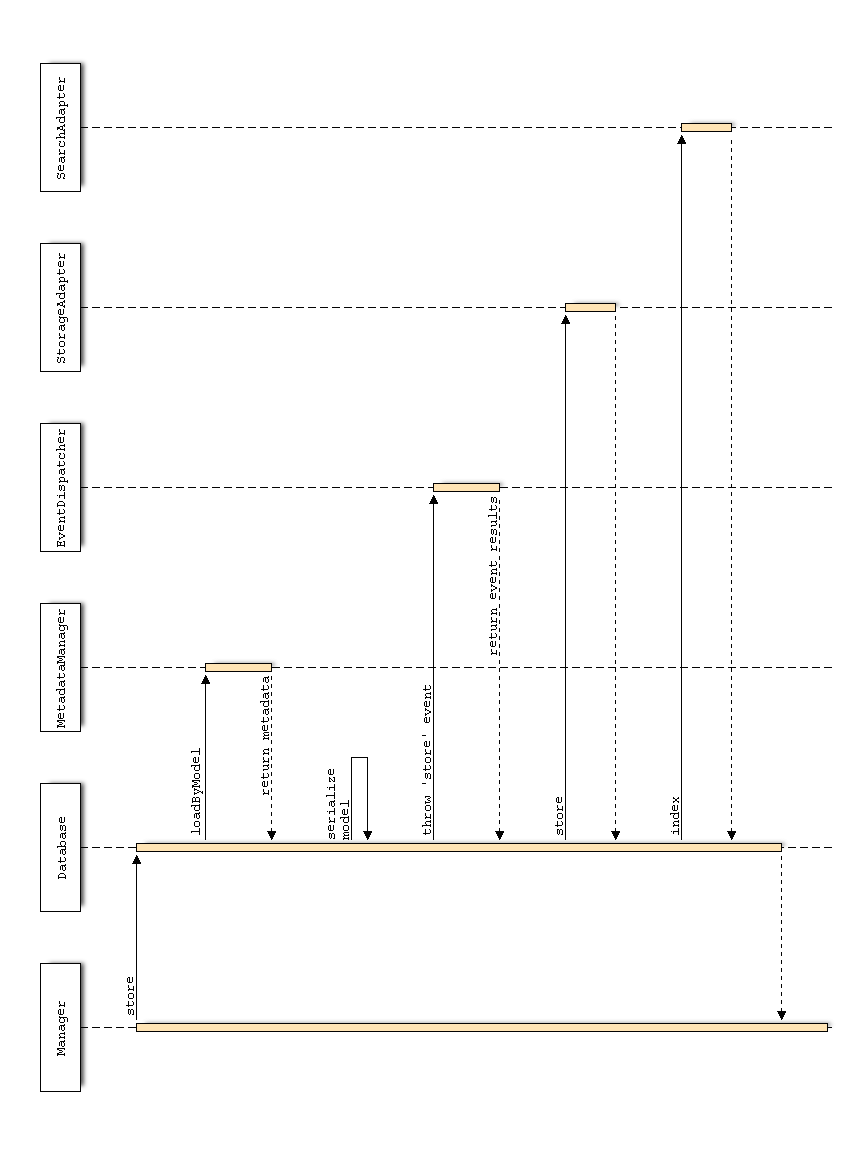 Manager
Database
MetadataManager
EventDispatcher
StorageAdapter
SearchAdapter
store
loadByModel
return metadata
serialize
model
throw 'store' event
return event results
store
index